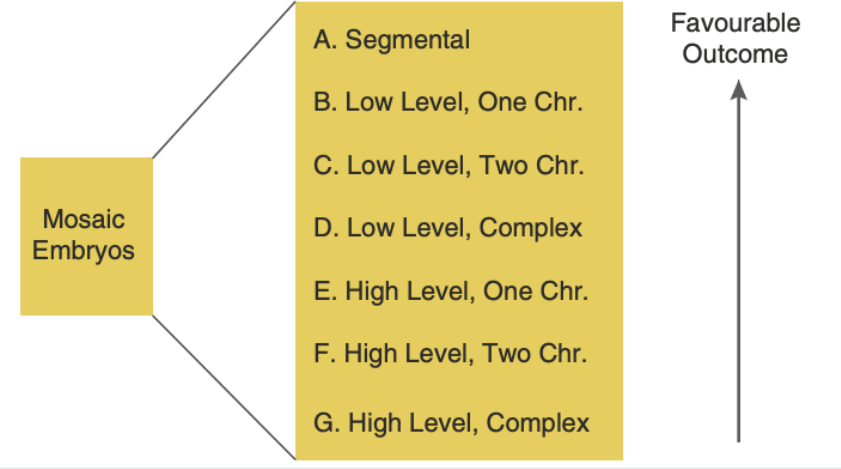 Mosaic
Embryos
A. Segmental
B. Low Level, One Chr.
C. Low Level, Two Chr.
D. Low Level, Complex
E. High Level, One Chr.
F. High Level, Two Chr.
G. High Level, Complex
Favourable
Outcome